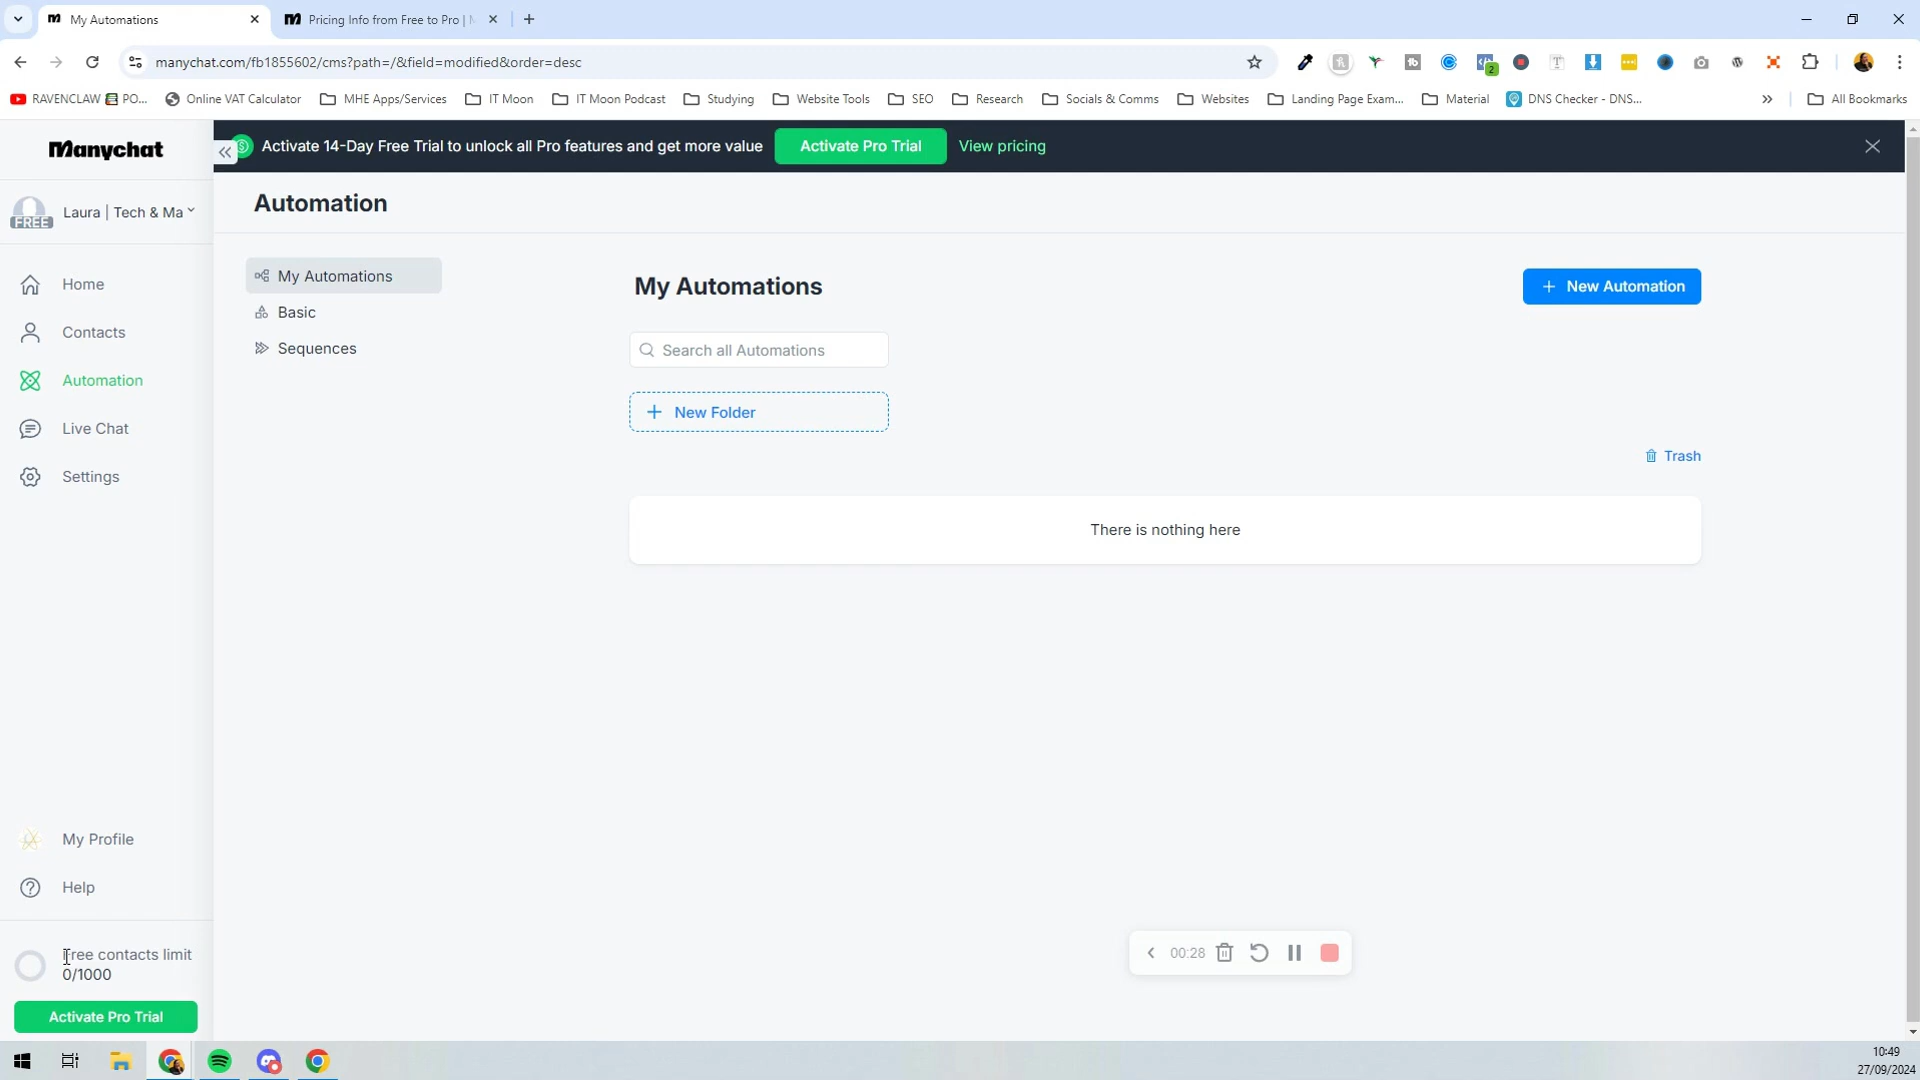 My Automations
Pricing Info from Free to Pro |
manychat.com/fb1855602/cms?path=/&field=modified&order=desc
2
RAVENCLAW PO...
Online VAT Calculator
MHE Apps/Services
IT Moon
IT Moon Podcast
Studying
Website Tools
SEO
Research
Socials & Comms
Websites
Landing Page Exam...
Material
DNS Checker - DNS...
All Bookmarks
Manychat
Activate 14-Day Free Trial to unlock all Pro features and get more value
Activate Pro Trial
View pricing
FREE
Laura | Tech & Ma
Automation
Home
Contacts
Automation
Live Chat
Settings
My Automations
Basic
Sequences
My Automations
+ New Automation
Search all Automations
+ New Folder
Trash
There is nothing here
My Profile
Help
Free contacts limit
0/1000
Activate Pro Trial
00:28
10:49
27/09/2024